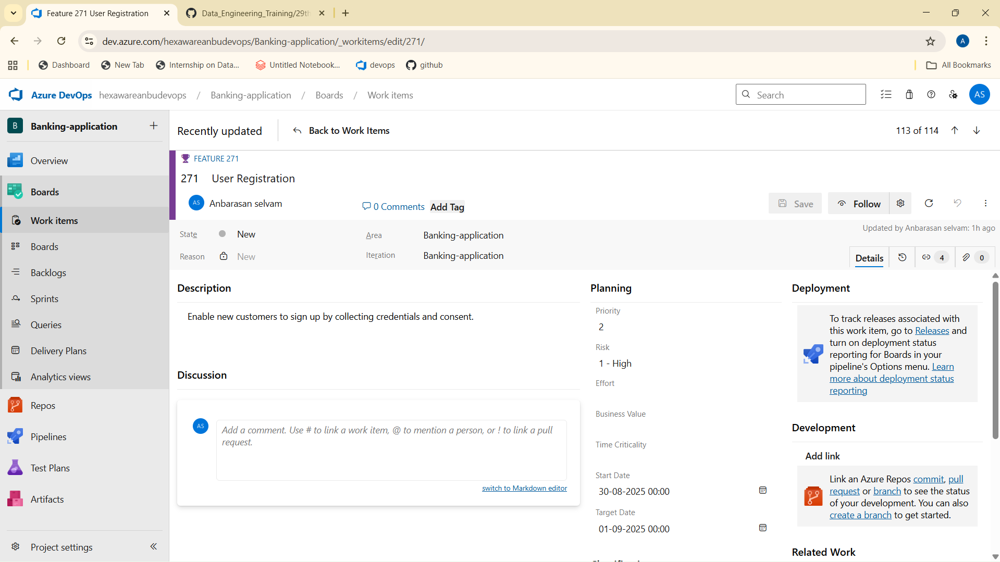 Feature 271 User Registration
Data_Engineering_Training/29th
dev.azure.com/hexawareanbudevops/Banking-application/_workitems/edit/271/
A
Dashboard
New Tab
Internship on Data...
Untitled Notebook...
devops
github
All Bookmarks
Azure DevOps
hexawareanbudevops / Banking-application / Boards / Work items
Search
AS
B
Banking-application
Overview
Boards
Work items
Boards
Backlogs
Sprints
Queries
Delivery Plans
Analytics views
Repos
Pipelines
Test Plans
Artifacts
Project settings
Recently updated
Back to Work Items
113 of 114
FEATURE 271
271 User Registration
AS
Anbarasan selvam
0 Comments
Add Tag
Save
Follow
State
New
Area
Banking-application
Updated by Anbarasan selvam: 1h ago
Reason
New
Iteration
Banking-application
Details
4
0
Description
Enable new customers to sign up by collecting credentials and consent.
Discussion
AS
Add a comment. Use # to link a work item, @ to mention a person, or ! to link a pull
request.
switch to Markdown editor
Planning
Priority
2
Risk
1 - High
Effort
Business Value
Time Criticality
Start Date
30-08-2025 00:00
Target Date
01-09-2025 00:00
Deployment
To track releases associated with
this work item, go to Releases and
turn on deployment status
reporting for Boards in your
pipeline's Options menu. Learn
more about deployment status
reporting
Development
Add link
Link an Azure Repos commit, pull
request or branch to see the status
of your development. You can also
create a branch to get started.
Related Work